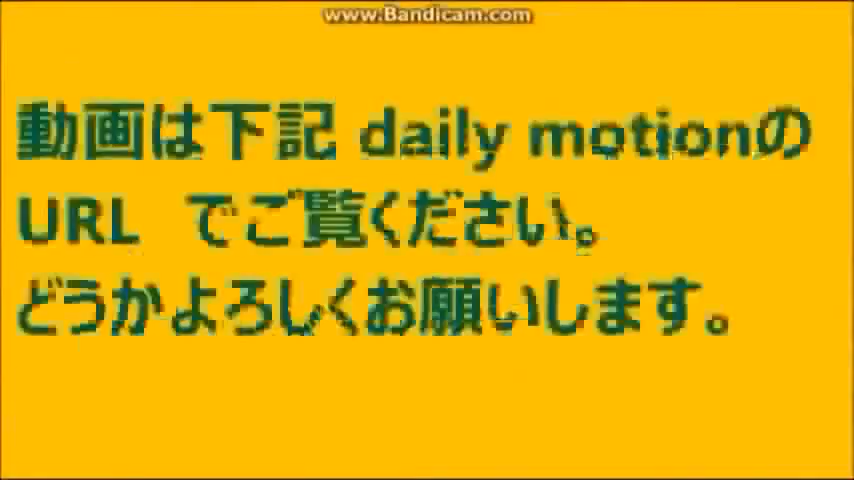 www.Bandicam.com
動画は下記 daily motionの
URL でご覧ください。
どうかよろしくお願いします。